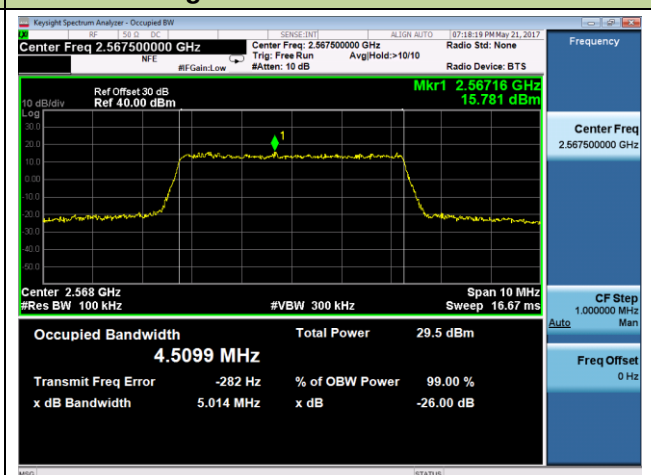 Keysight Spectrum Analyzer - Occupied BW
RF 50 Ω DC SENSE:INT ALIGN AUTO 07:18:19 PM May 21, 2017
Center Freq 2.567500000 GHz Center Freq: 2.567500000 GHz Radio Std: None
NFE Trig: Free Run Avg|Hold:>10/10
#IFGain:Low #Atten: 10 dB Radio Device: BTS
Frequency
Mkr1 2.56716 GHz
15.781 dBm
Ref Offset 30 dB
10 dB/div Ref 40.00 dBm
Log
30.0
20.0
10.0
0.00
-10.0
-20.0
-30.0
-40.0
-50.0
1
Center 2.568 GHz Span 10 MHz
#Res BW 100 kHz #VBW 300 kHz Sweep 16.67 ms
Occupied Bandwidth Total Power 29.5 dBm
4.5099 MHz
Transmit Freq Error -282 Hz % of OBW Power 99.00 %
x dB Bandwidth 5.014 MHz x dB -26.00 dB
Center Freq
2.567500000 GHz
CF Step
1.000000 MHz
Auto Man
Freq Offset
0 Hz
MSG STATUS